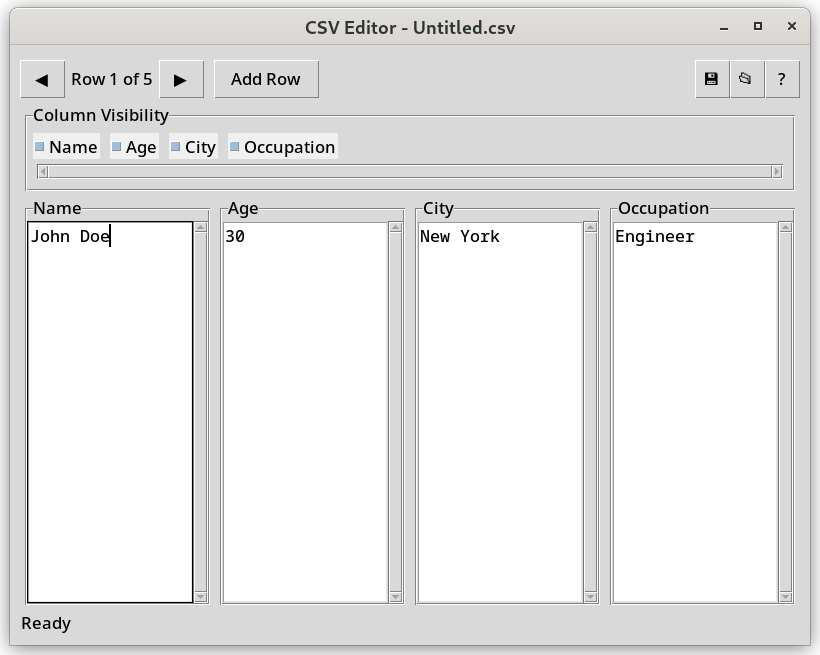 CSV Editor - Untitled.csv
◀ Row 1 of 5 ▶ Add Row ?
Column Visibility
Name Age City Occupation
Name Age City Occupation
John Doe 30 New York Engineer
Ready